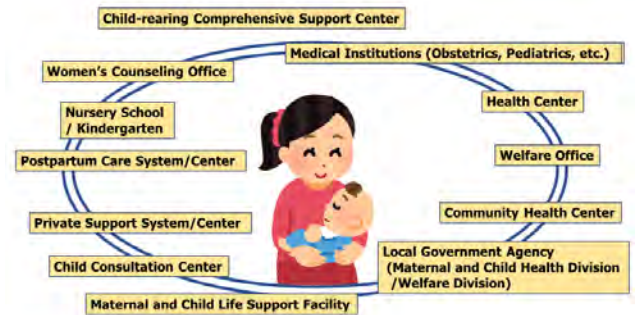 Child-rearing Comprehensive Support Center
Medical Institutions (Obstetrics, Pediatrics, etc.)
Women's Counseling Office
Health Center
Nursery School
/ Kindergarten
Welfare Office
Postpartum Care System/Center
Community Health Center
Private Support System/Center
Local Government Agency
(Maternal and Child Health Division
/Welfare Division)
Child Consultation Center
Maternal and Child Life Support Facility